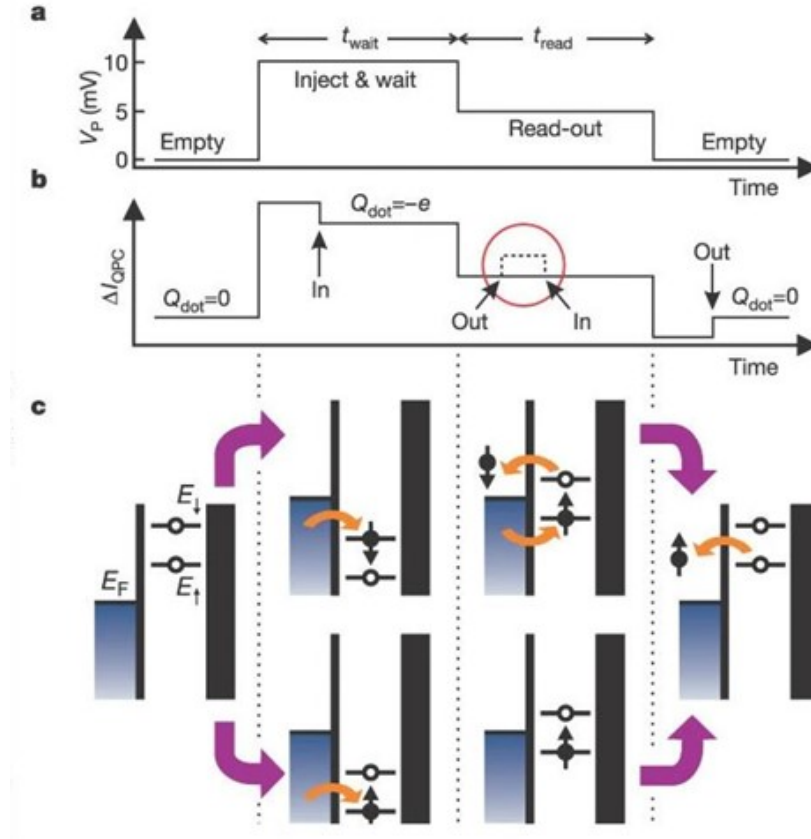 a
t_wait
t_read
V_P (mV)
10
5
0
Empty
Inject & wait
Read-out
Empty
Time
b
ΔI_QPC
Q_dot=0
In
Q_dot=–e
Out
In
Out
Q_dot=0
Time
c
E_F
E↓
E↑